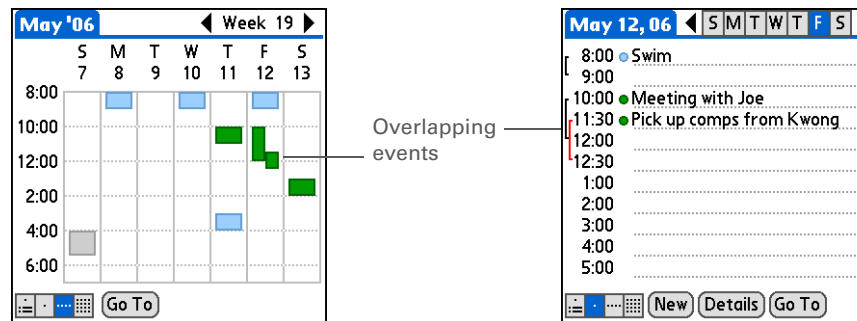 May '06
Week 19
S M T W T F S
7 8 9 10 11 12 13
8:00
10:00
12:00
2:00
4:00
6:00
Go To
Overlapping
events
May 12, 06 S M T W T F S
8:00 Swim
9:00
10:00 Meeting with Joe
11:30 Pick up comps from Kwong
12:00
12:30
1:00
2:00
3:00
4:00
5:00
New Details Go To